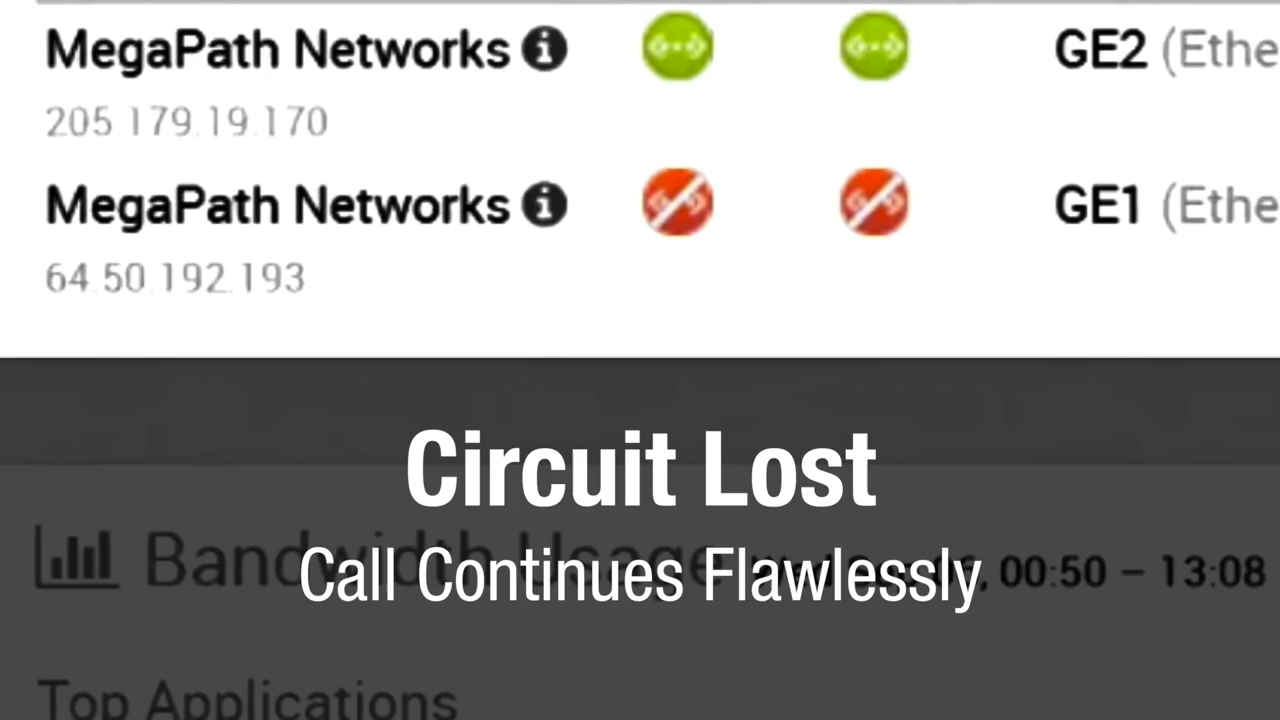 MegaPath Networks
GE2 (Ethe
205.179.19.170
MegaPath Networks
GE1 (Ethe
64.50.192.193
Circuit Lost
Bandwidth Usage 00:50 – 13:08
Call Continues Flawlessly
Top Applications